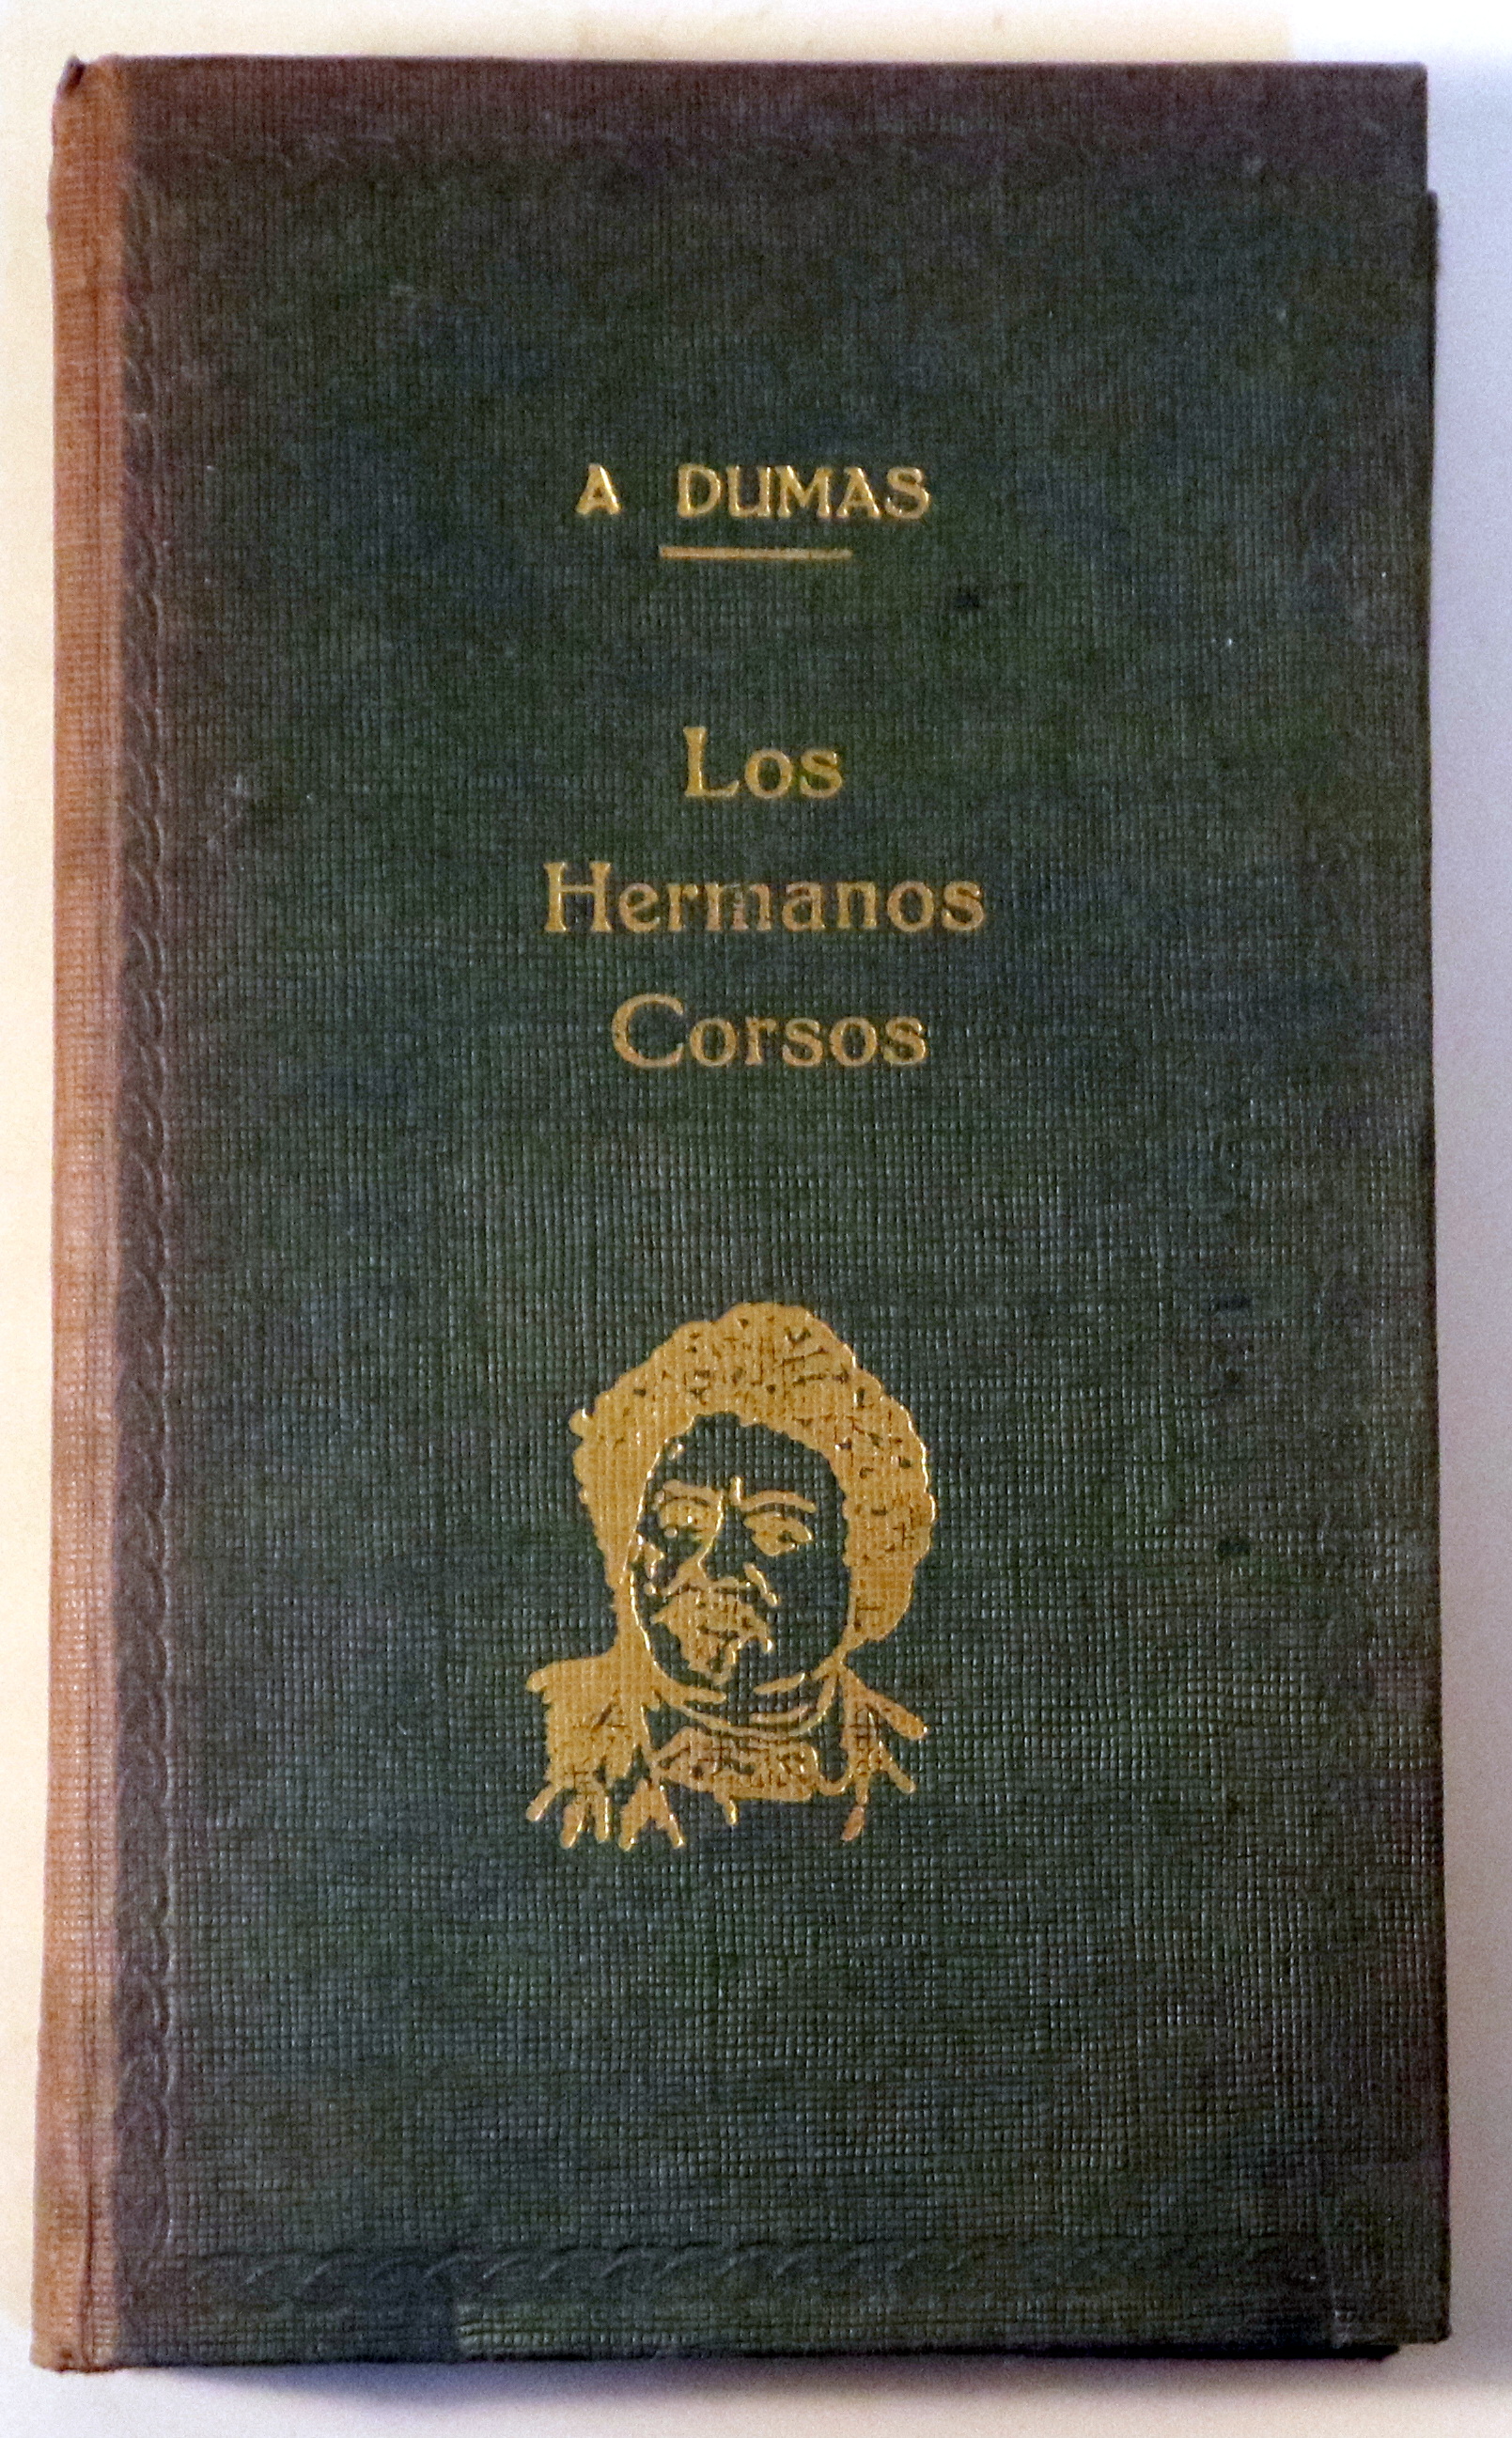 A DUMAS
Los
Hermanos
Corsos